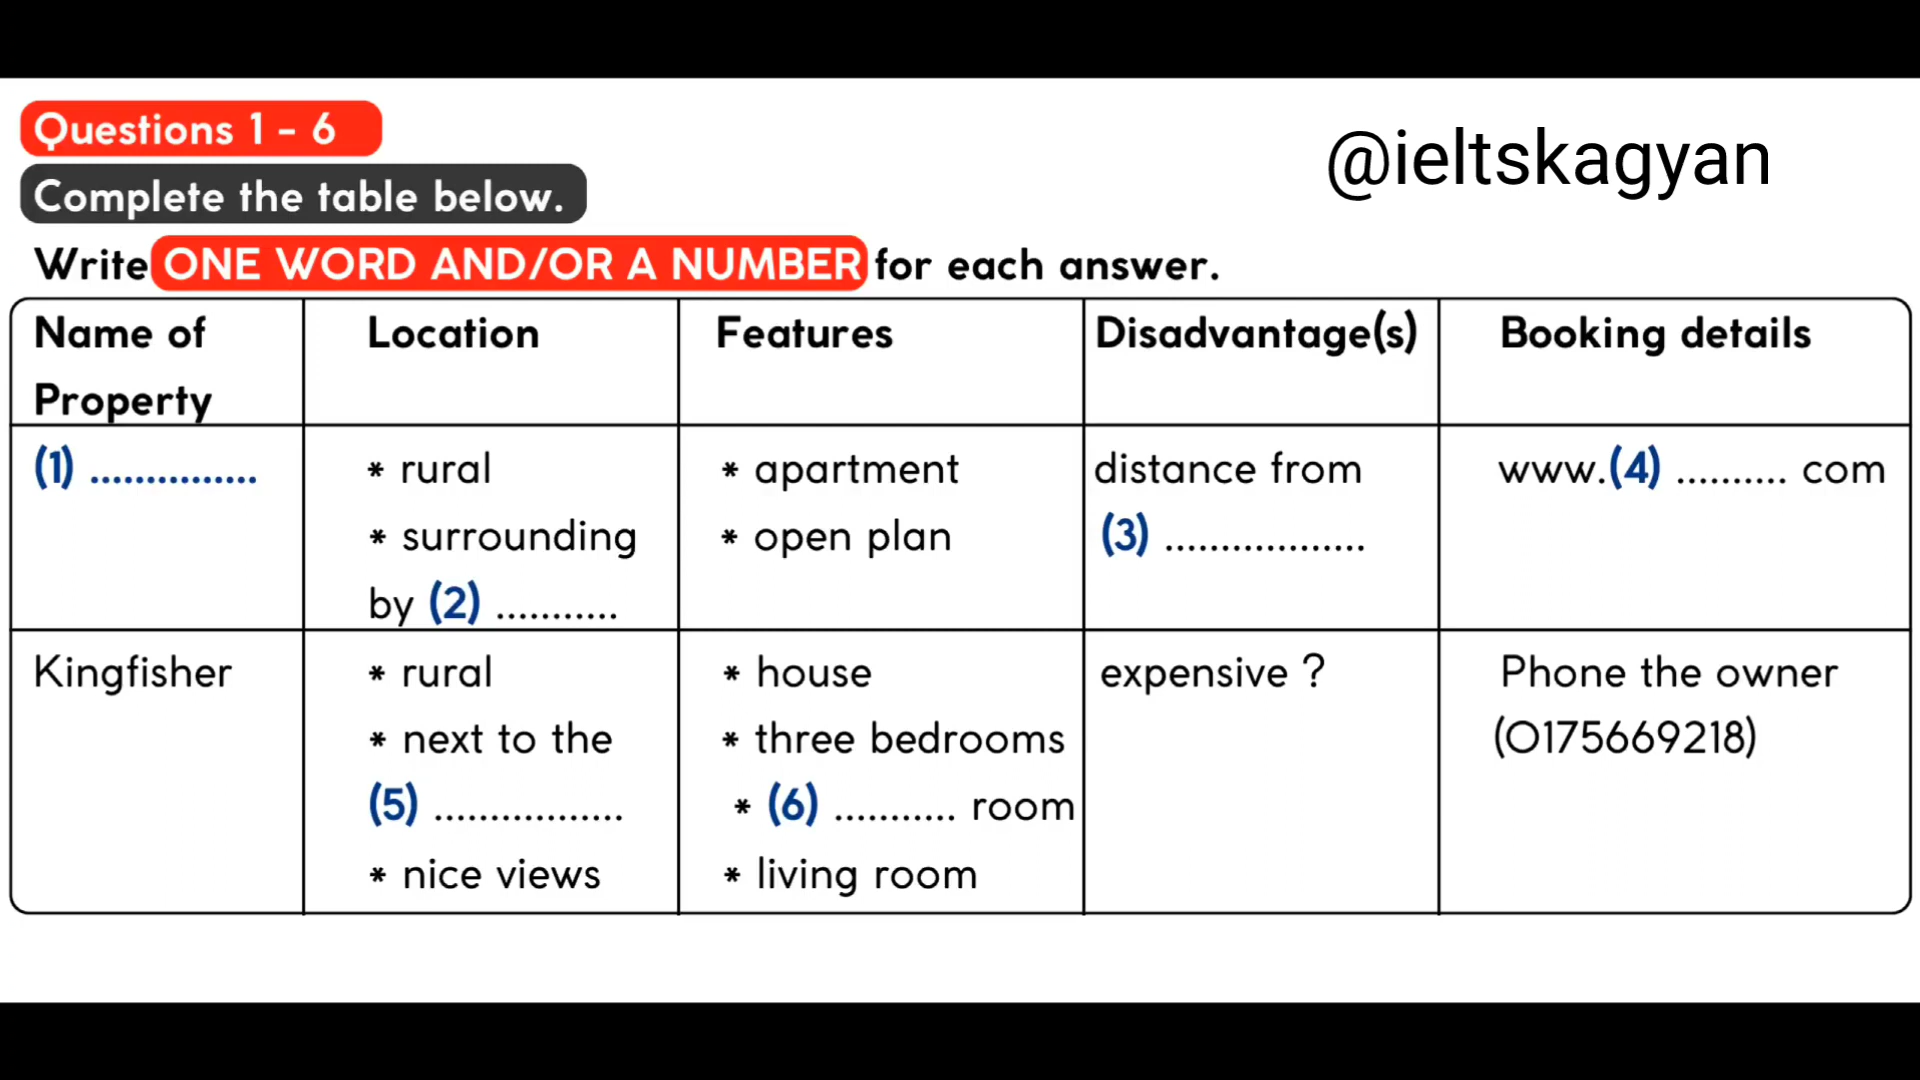 Questions 1 - 6
@ieltskagyan
Complete the table below.
Write ONE WORD AND/OR A NUMBER for each answer.
Name of Property
Location
Features
Disadvantage(s)
Booking details
(1) ...............
* rural
* surrounding
by (2) ...........
* apartment
* open plan
distance from
(3) ..................
www.(4) .......... com
Kingfisher
* rural
* next to the
(5) .................
* nice views
* house
* three bedrooms
* (6) ........... room
* living room
expensive ?
Phone the owner
(0175669218)